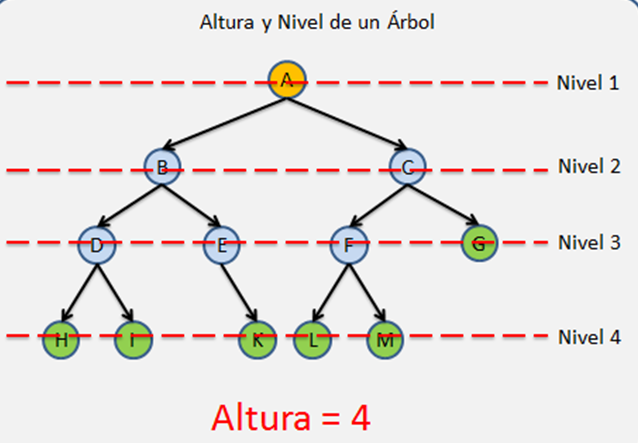 Altura y Nivel de un Árbol
A Nivel 1
B C Nivel 2
D E F G Nivel 3
H I K L M Nivel 4
Altura = 4